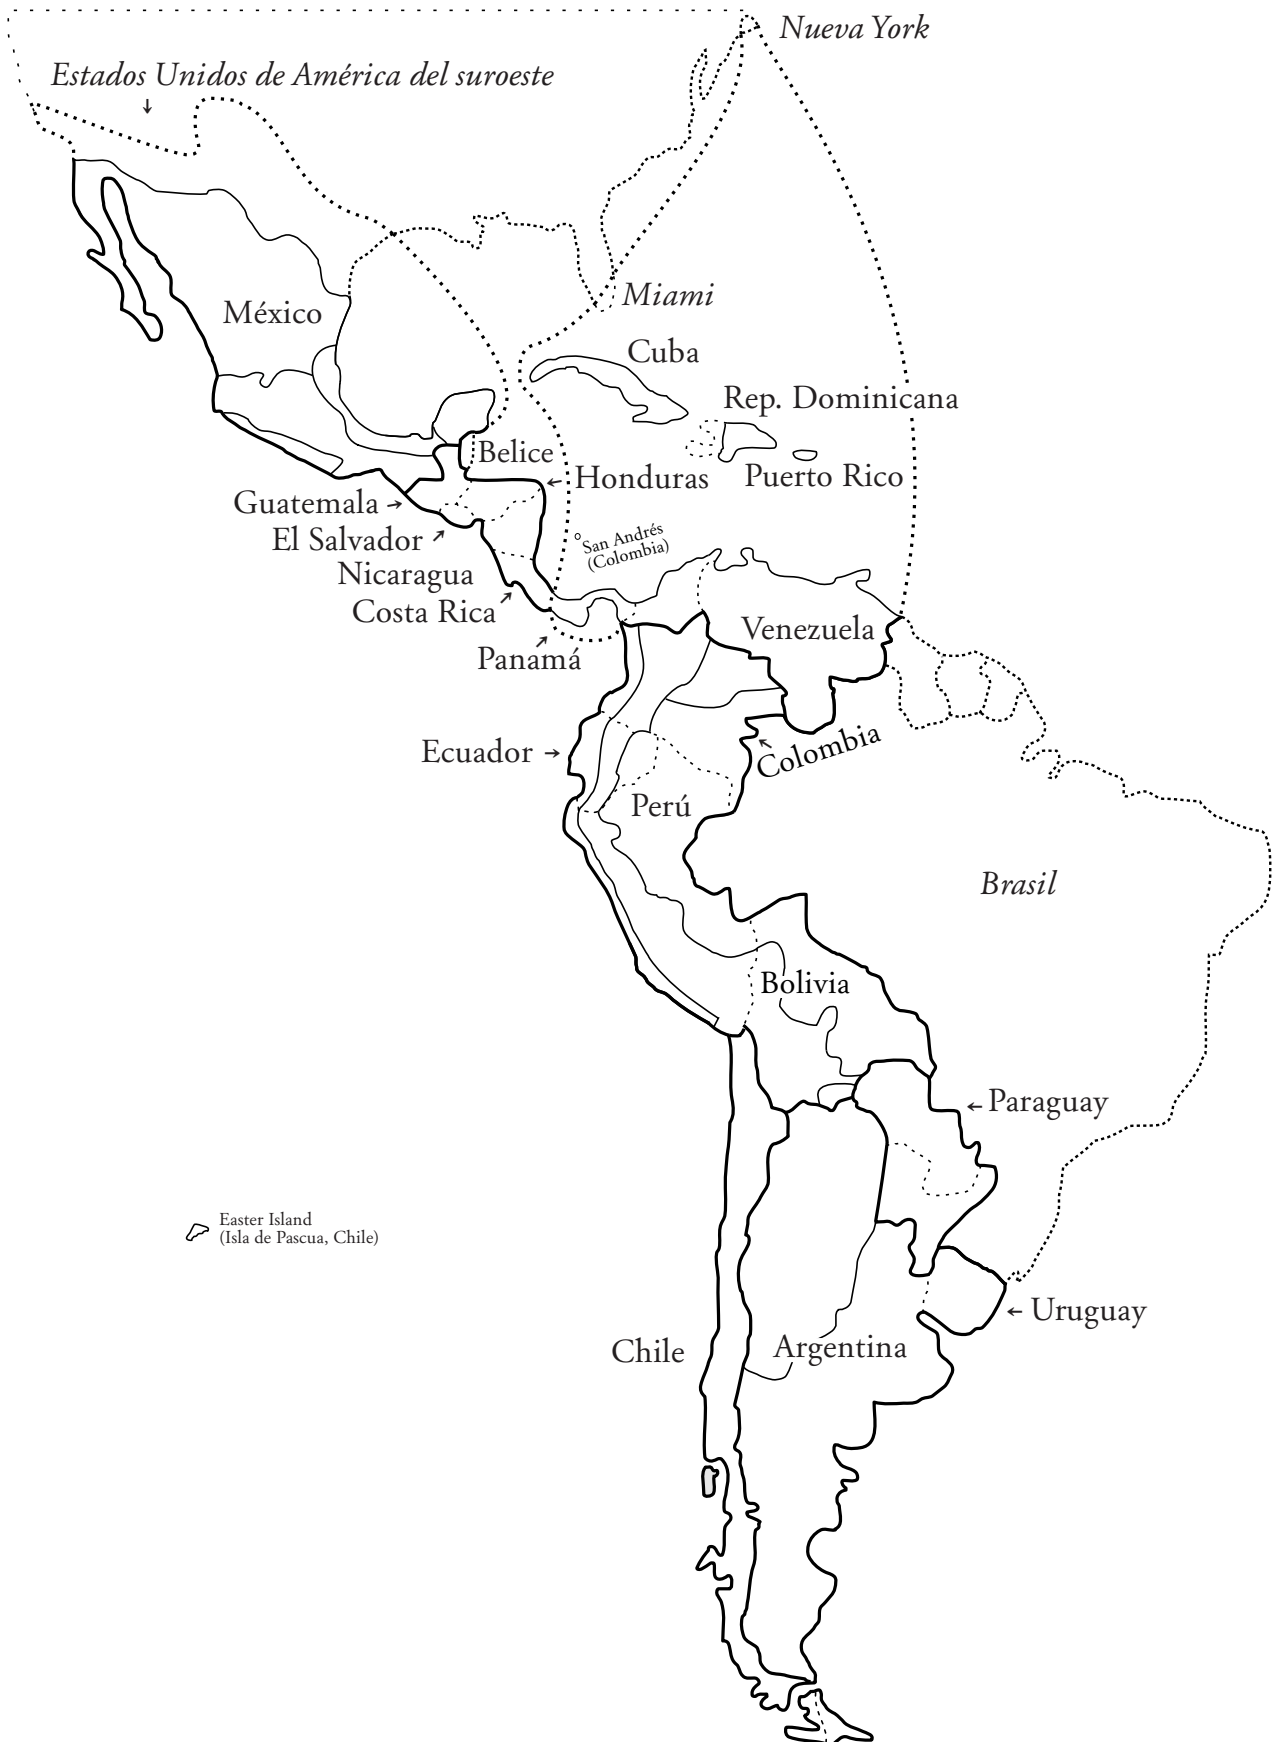 Nueva York
Estados Unidos de América del suroeste
↓
Miami
México
Cuba
Rep. Dominicana
Belice
← Honduras
Puerto Rico
Guatemala →
El Salvador ↗
San Andrés
(Colombia)
Nicaragua
Costa Rica ↗
Venezuela
Panamá ↗
Ecuador →
↖ Colombia
Perú
Brasil
Bolivia
← Paraguay
Easter Island
(Isla de Pascua, Chile)
← Uruguay
Chile
Argentina